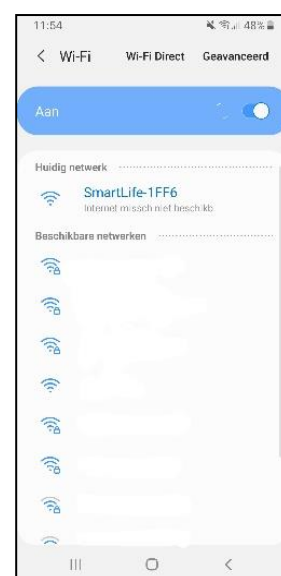 11:54 48%
Wi-Fi Wi-Fi Direct Geavanceerd
Aan
Huidig netwerk
SmartLife-1FF6
Internet missch niet beschikb.
Beschikbare netwerken